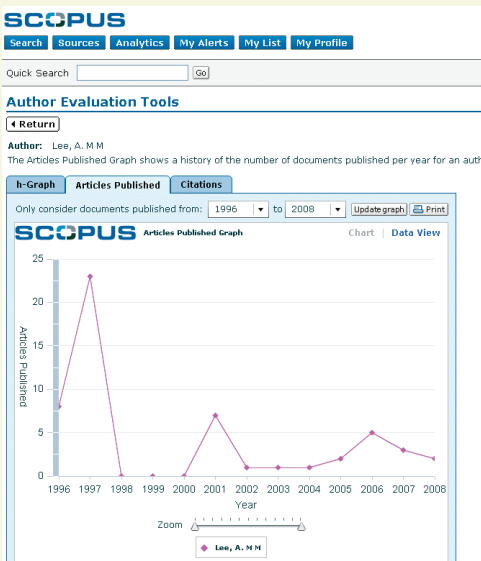 SCOPUS
Search Sources Analytics My Alerts My List My Profile
Quick Search Go
Author Evaluation Tools
Return
Author: Lee, A. M M
The Articles Published Graph shows a history of the number of documents published per year for an auth
h-Graph Articles Published Citations
Only consider documents published from: 1996 to 2008 Update graph Print
SCOPUS Articles Published Graph Chart | Data View
25
20
15
10
5
0
Articles Published
1996 1997 1998 1999 2000 2001 2002 2003 2004 2005 2006 2007 2008
Year
Zoom
Lee, A. M M